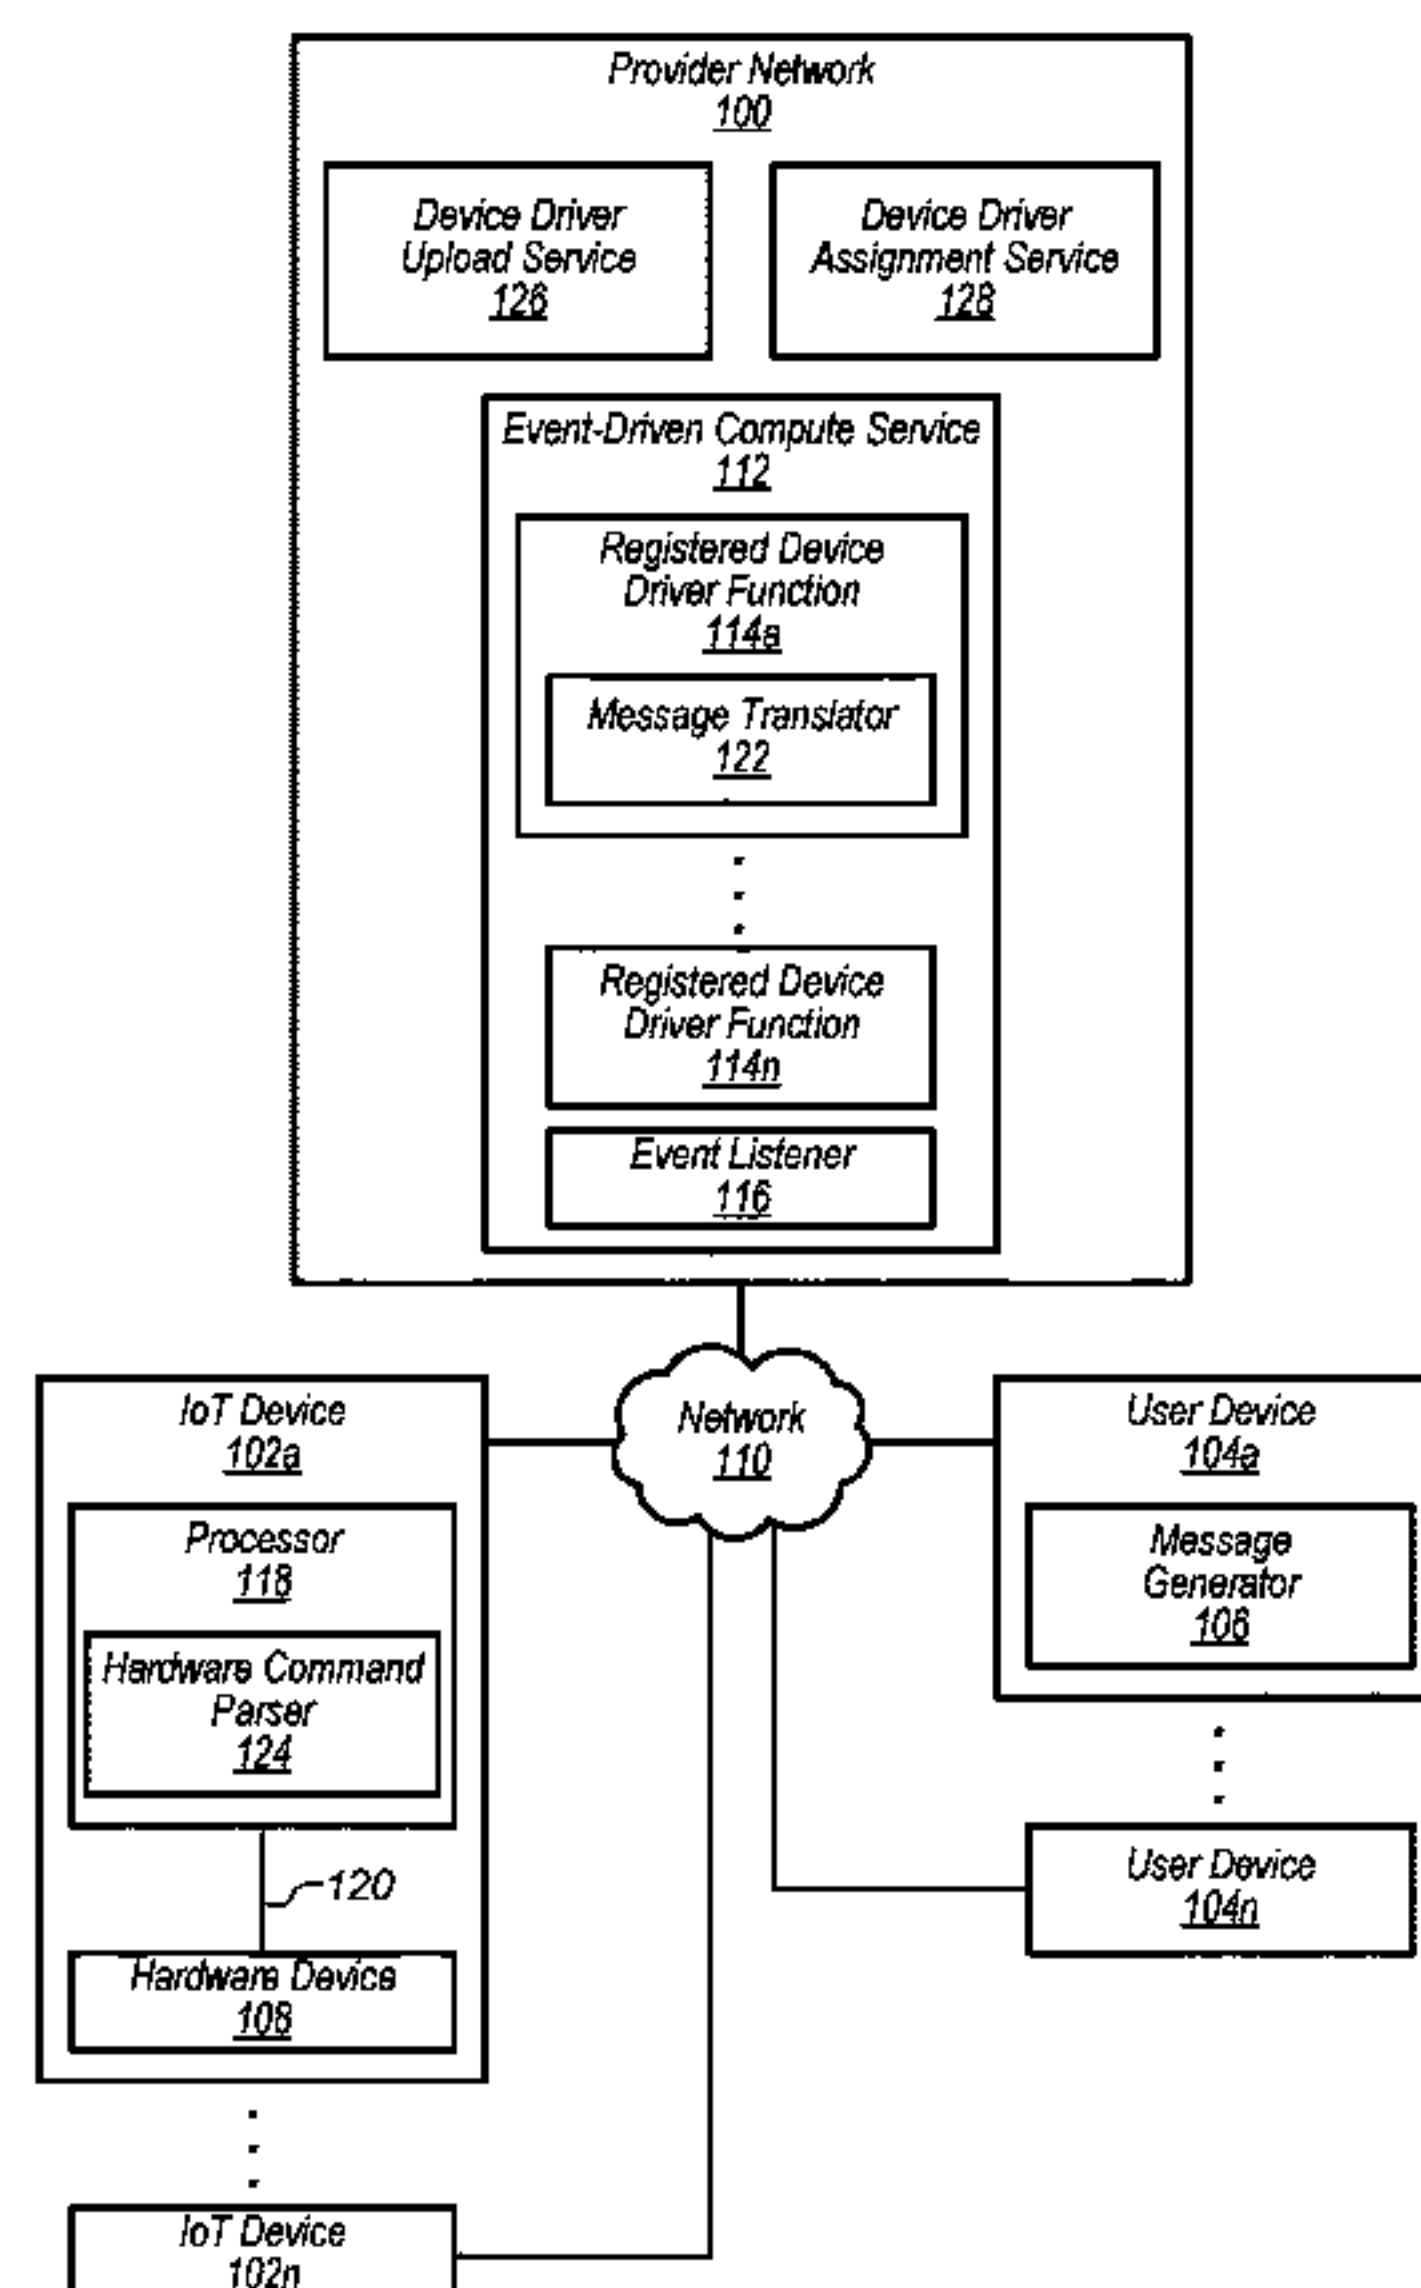 Provider Network
100
Device Driver
Upload Service
126
Device Driver
Assignment Service
128
Event-Driven Compute Service
112
Registered Device
Driver Function
114a
Message Translator
122
Registered Device
Driver Function
114n
Event Listener
116
Network
110
IoT Device
102a
Processor
118
Hardware Command
Parser
124
120
Hardware Device
108
IoT Device
102n
User Device
104a
Message
Generator
106
User Device
104n